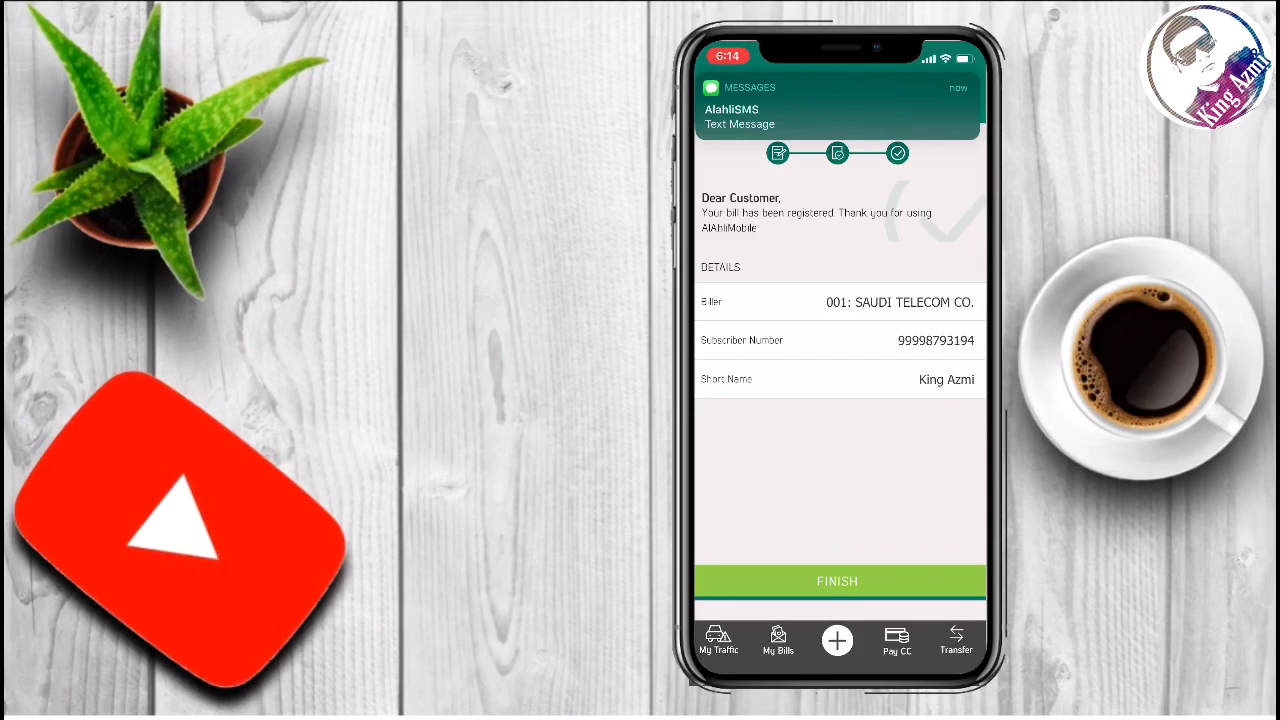 King Azmi
6:14
MESSAGES
now
AlahliSMS
Text Message
Dear Customer,
Your bill has been registered. Thank you for using
AlAhliMobile
DETAILS
Biller 001: SAUDI TELECOM CO.
Subscriber Number 99998793194
Short Name King Azmi
FINISH
My Traffic My Bills Pay CC Transfer